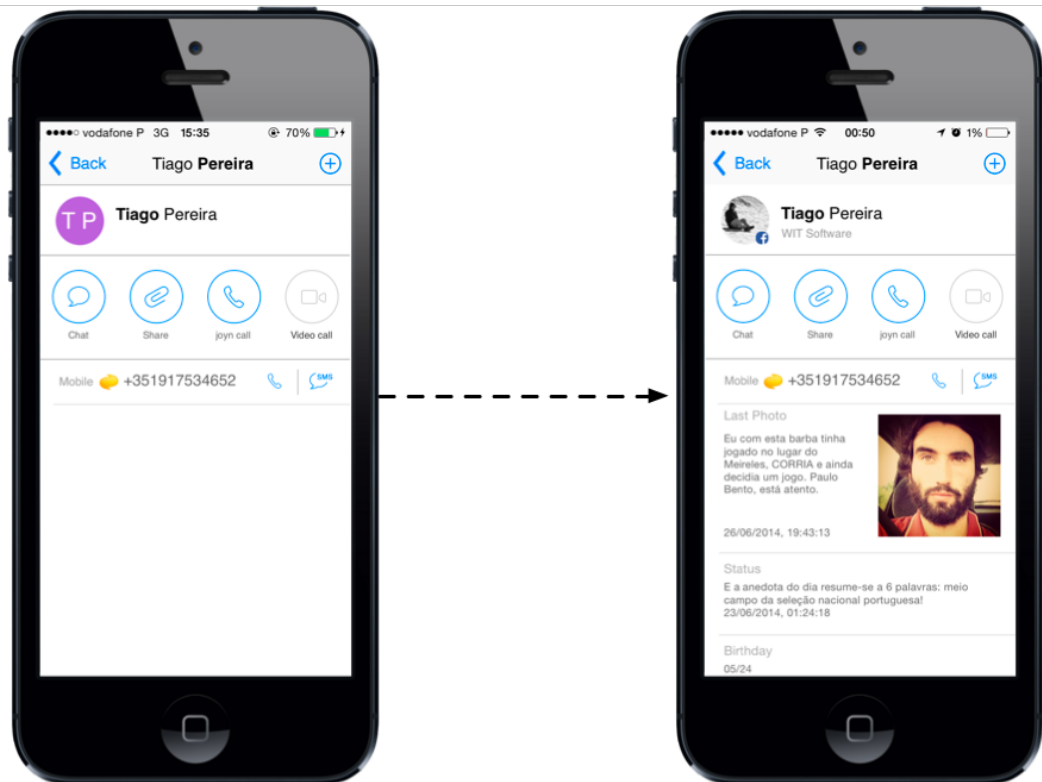 vodafone P 3G 15:35 70%
Back Tiago Pereira
T P Tiago Pereira
Chat Share joyn call Video call
Mobile +351917534652 SMS
vodafone P 00:50 1%
Back Tiago Pereira
Tiago Pereira
WIT Software
Chat Share joyn call Video call
Mobile +351917534652 SMS
Last Photo
Eu com esta barba tinha
jogado no lugar do
Meireles, CORRIA e ainda
decidia um jogo. Paulo
Bento, está atento.
26/06/2014, 19:43:13
Status
E a anedota do dia resume-se a 6 palavras: meio
campo da seleção nacional portuguesa!
23/06/2014, 01:24:18
Birthday
05/24